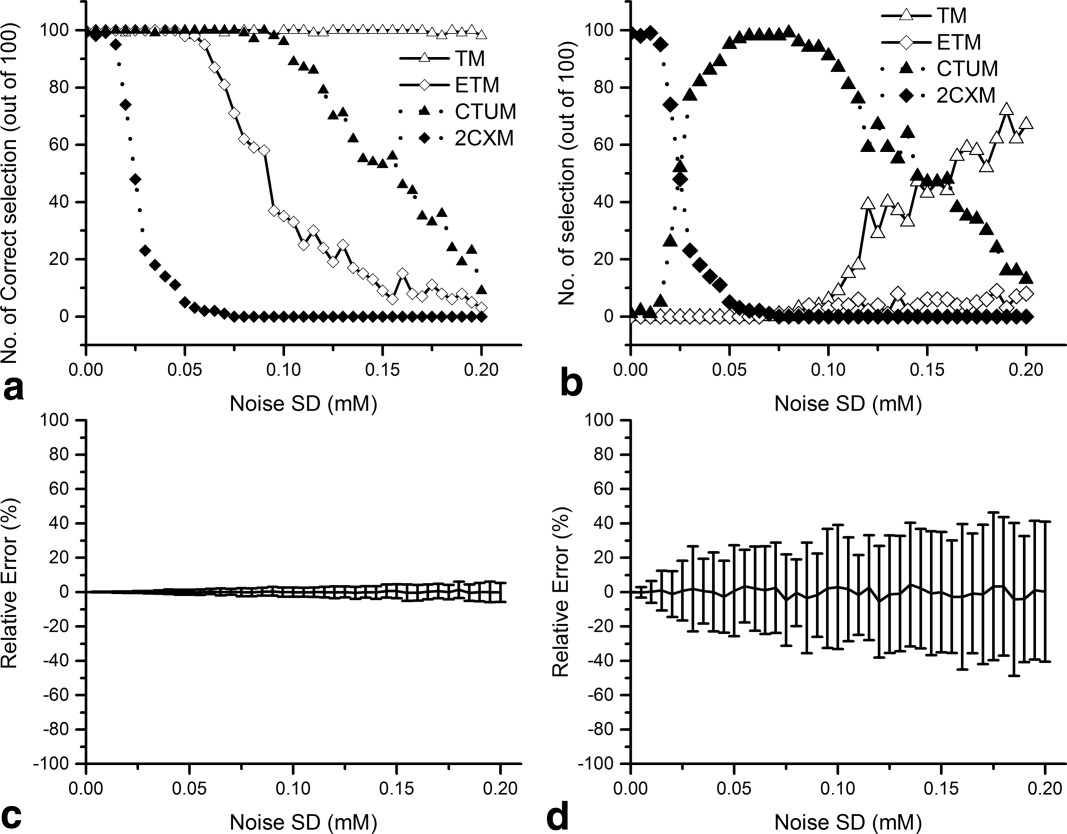 No. of Correct selection (out of 100)
100
80
60
40
20
0
TM
ETM
CTUM
2CXM
0.00 0.05 0.10 0.15 0.20
Noise SD (mM)
a
No. of selection (out of 100)
100
80
60
40
20
0
TM
ETM
CTUM
2CXM
0.00 0.05 0.10 0.15 0.20
Noise SD (mM)
b
Relative Error (%)
100
80
60
40
20
0
-20
-40
-60
-80
-100
0.00 0.05 0.10 0.15 0.20
Noise SD (mM)
c
Relative Error (%)
100
80
60
40
20
0
-20
-40
-60
-80
-100
0.00 0.05 0.10 0.15 0.20
Noise SD (mM)
d